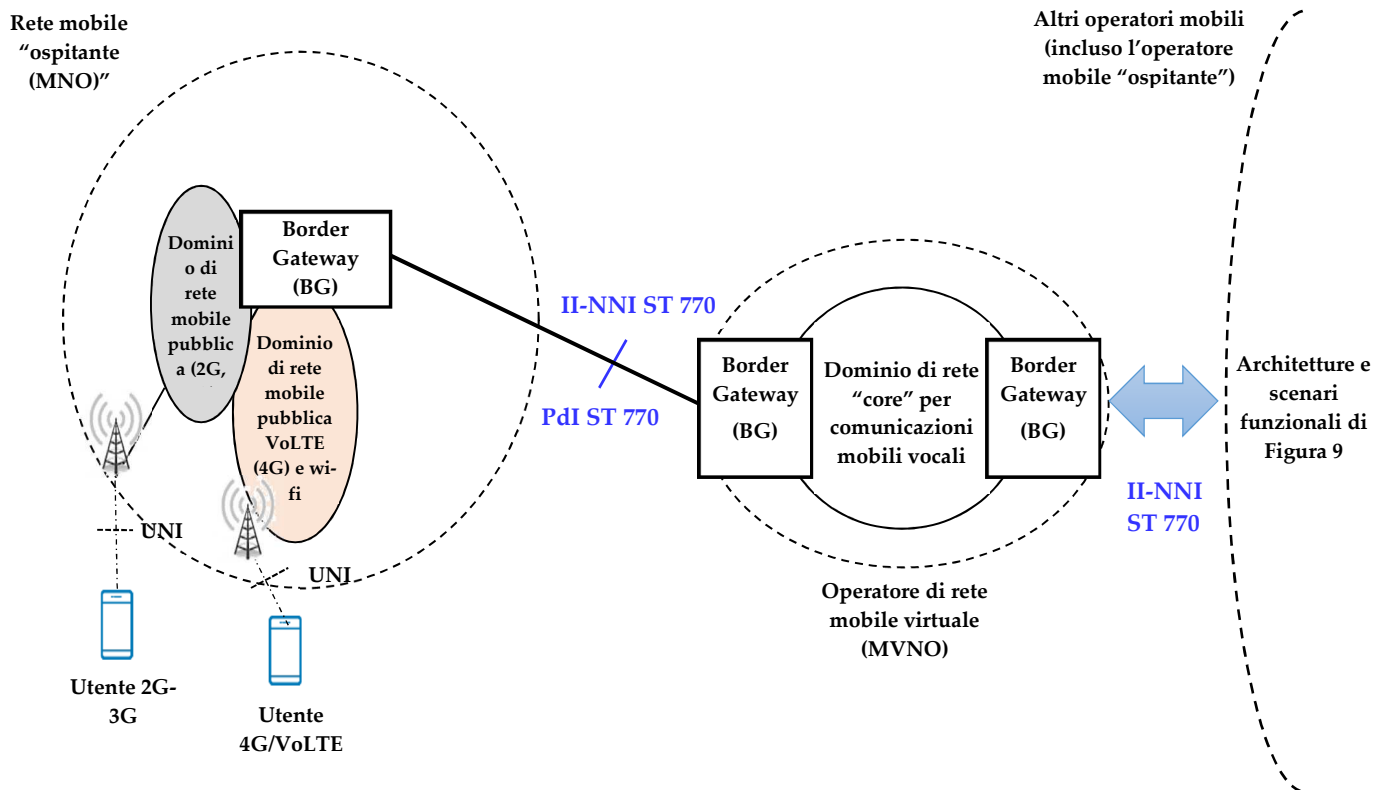 Rete mobile
“ospitante
(MNO)”
Altri operatori mobili
(incluso l’operatore
mobile “ospitante”)
Border
Gateway
(BG)
Domini
o di
rete
mobile
pubblic
a (2G,
Dominio
di rete
mobile
pubblica
VoLTE
(4G) e wi-
fi
II-NNI ST 770
PdI ST 770
Border
Gateway
(BG)
Dominio di rete
“core” per
comunicazioni
mobili vocali
Border
Gateway
(BG)
Architetture e
scenari
funzionali di
Figura 9
II-NNI
ST 770
UNI
UNI
Operatore di rete
mobile virtuale
(MVNO)
Utente 2G-
3G
Utente
4G/VoLTE